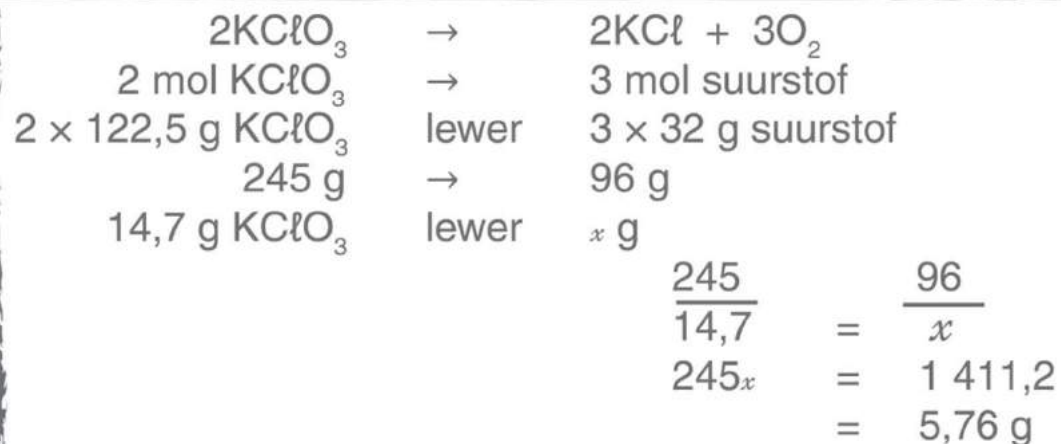 2KCℓO₃ → 2KCℓ + 3O₂
2 mol KCℓO₃ → 3 mol suurstof
2 × 122,5 g KCℓO₃ lewer 3 × 32 g suurstof
245 g → 96 g
14,7 g KCℓO₃ lewer x g
245 96
14,7 = x
245x = 1 411,2
= 5,76 g